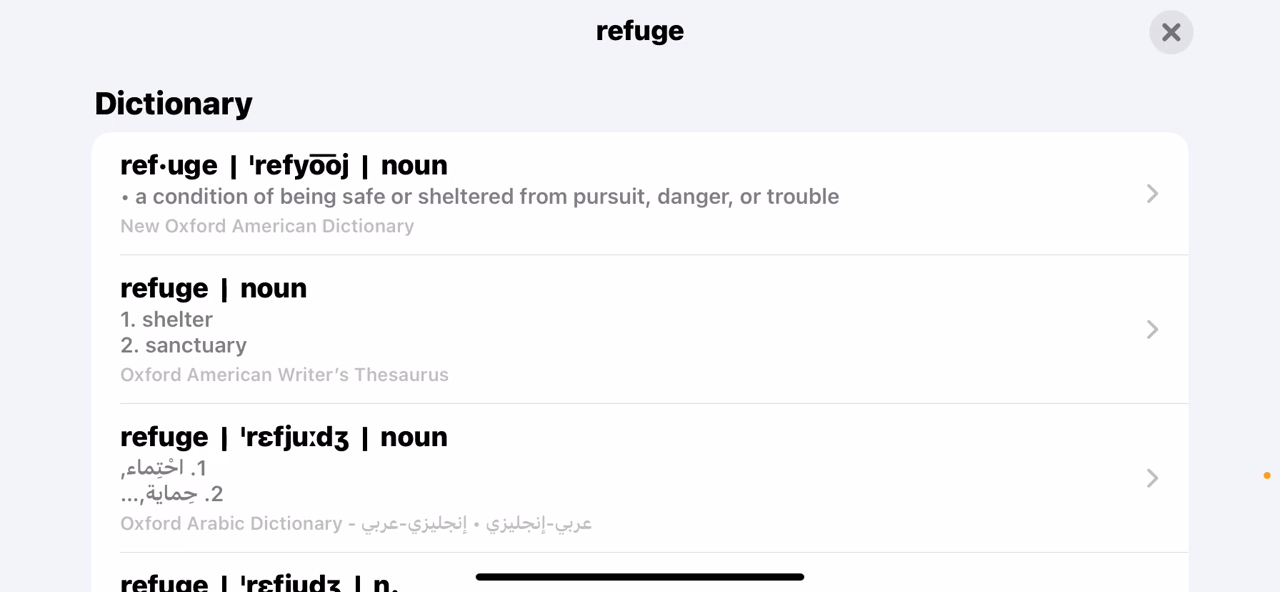 refuge
Dictionary
ref·uge | ˈrefyo͞oj | noun
• a condition of being safe or sheltered from pursuit, danger, or trouble
New Oxford American Dictionary
refuge | noun
1. shelter
2. sanctuary
Oxford American Writer’s Thesaurus
refuge | ˈrɛfjuːdʒ | noun
1. احْتِماء,
2. حِماية,...
Oxford Arabic Dictionary - عربي-إنجليزي • إنجليزي-عربي
refuge | ˈrɛfjudʒ | n.